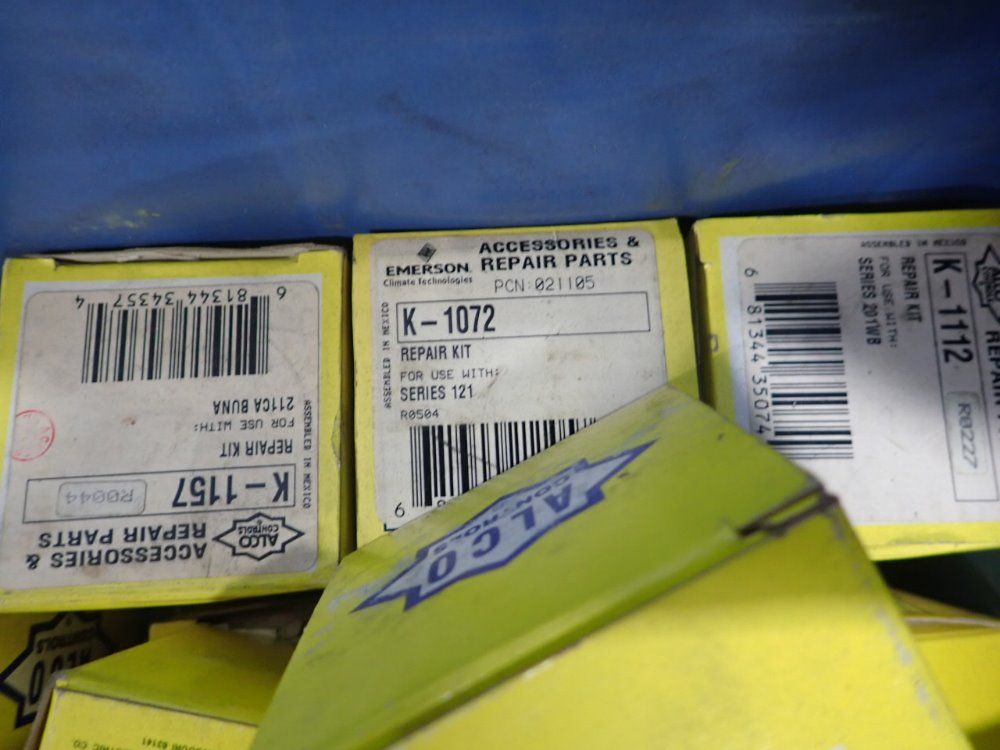 6 81344 34357 4
211CA BUNA
FOR USE WITH:
REPAIR KIT
ASSEMBLED IN MEXICO
K-1157
R0044
ALCO
CONTROLS
ACCESSORIES &
REPAIR PARTS
EMERSON
Climate Technologies
ACCESSORIES &
REPAIR PARTS
PCN:021105
ASSEMBLED IN MEXICO
K-1072
REPAIR KIT
FOR USE WITH:
SERIES 121
R0504
6
K-1112
R0227
REPAIR KIT
FOR USE WITH:
SERIES 201WB
ASSEMBLED IN MEXICO
6 81344 35074
ALCO
CONTROLS
ALCO
CONTROLS